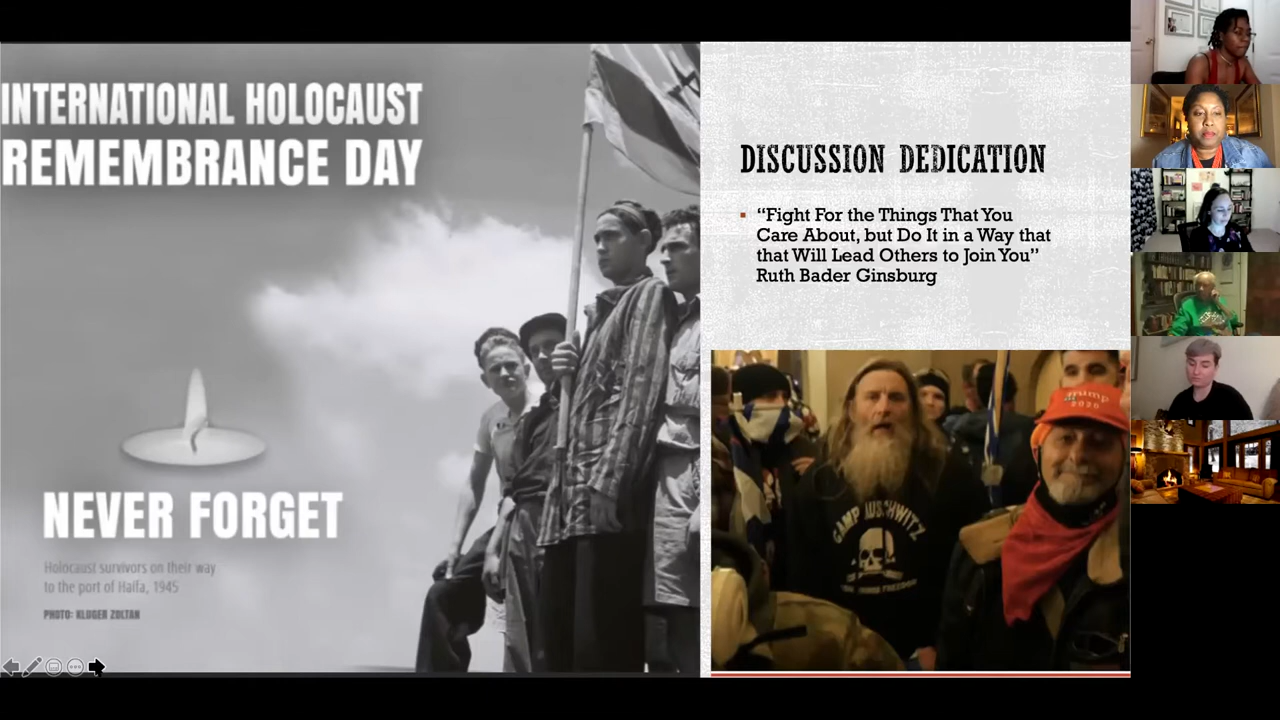 INTERNATIONAL HOLOCAUST
REMEMBRANCE DAY
NEVER FORGET
Holocaust survivors on their way
to the port of Haifa, 1945
PHOTO: KLUGER ZOLTAN
DISCUSSION DEDICATION
“Fight For the Things That You
Care About, but Do It in a Way that
that Will Lead Others to Join You”
Ruth Bader Ginsburg
CAMP AUSCHWITZ
Trump
2020